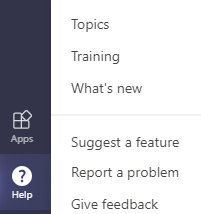 Topics
Training
What's new
Suggest a feature
Report a problem
Give feedback
Apps
Help